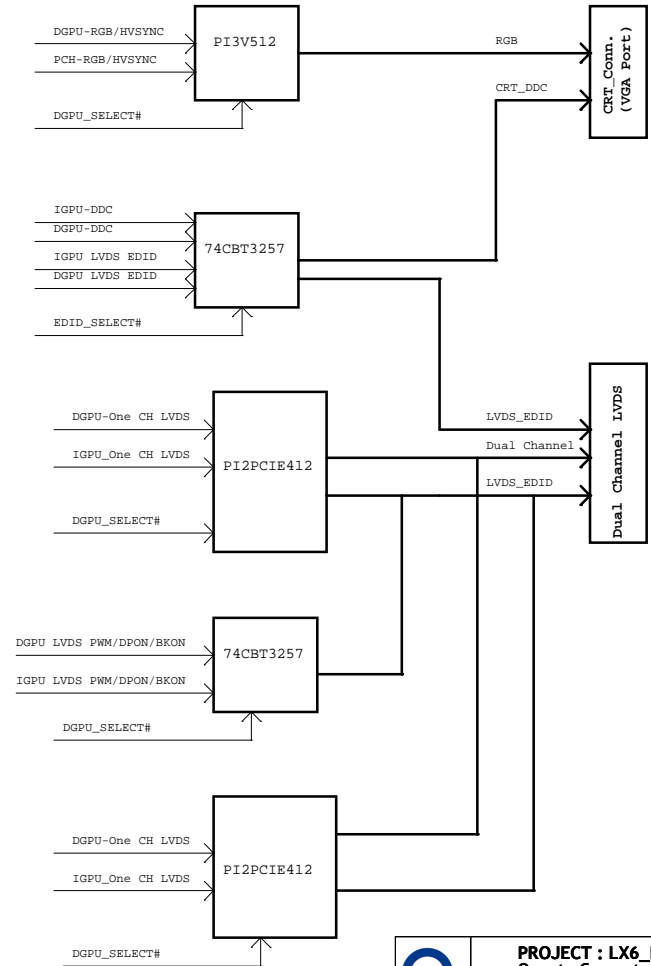 DGPU-RGB/HVSYNC
PCH-RGB/HVSYNC
DGPU_SELECT#
PI3V512
RGB
CRT_DDC
CRT_Conn.
(VGA Port)
IGPU-DDC
DGPU-DDC
IGPU LVDS EDID
DGPU LVDS EDID
EDID_SELECT#
74CBT3257
LVDS_EDID
Dual Channel
LVDS_EDID
Dual Channel LVDS
DGPU-One CH LVDS
IGPU_One CH LVDS
DGPU_SELECT#
PI2PCIE412
DGPU LVDS PWM/DPON/BKON
IGPU LVDS PWM/DPON/BKON
DGPU_SELECT#
74CBT3257
DGPU-One CH LVDS
IGPU_One CH LVDS
DGPU_SELECT#
PI2PCIE412
PROJECT : LX6_